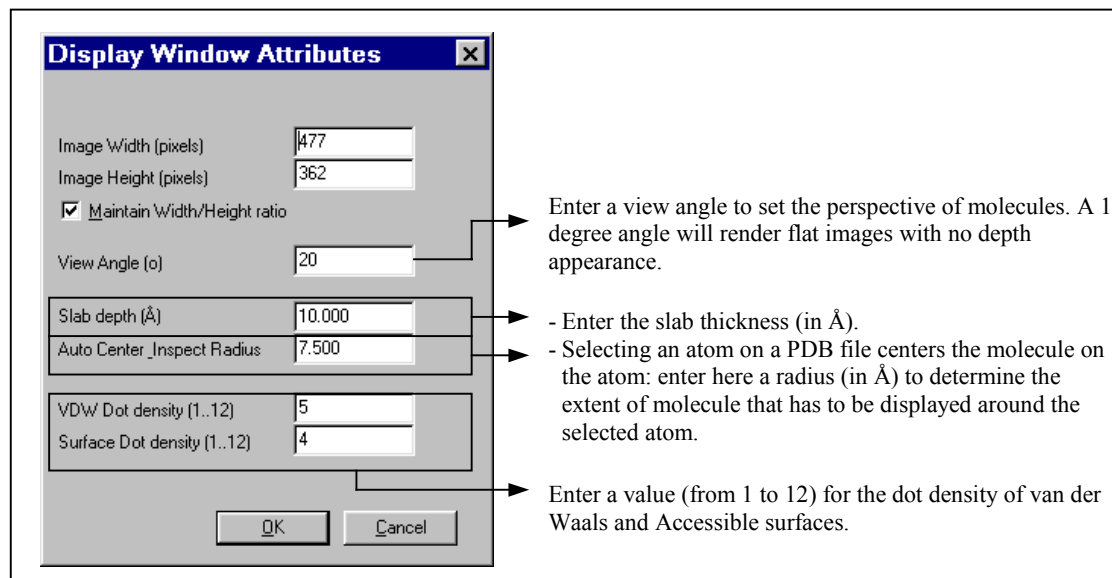 Display Window Attributes
Image Width (pixels) 477
Image Height (pixels) 362
Maintain Width/Height ratio
View Angle (o) 20
Slab depth (Å) 10.000
Auto Center_Inspect Radius 7.500
VDW Dot density (1..12) 5
Surface Dot density (1..12) 4
OK Cancel
Enter a view angle to set the perspective of molecules. A 1
degree angle will render flat images with no depth
appearance.
- Enter the slab thickness (in Å).
- Selecting an atom on a PDB file centers the molecule on
the atom: enter here a radius (in Å) to determine the
extent of molecule that has to be displayed around the
selected atom.
Enter a value (from 1 to 12) for the dot density of van der
Waals and Accessible surfaces.